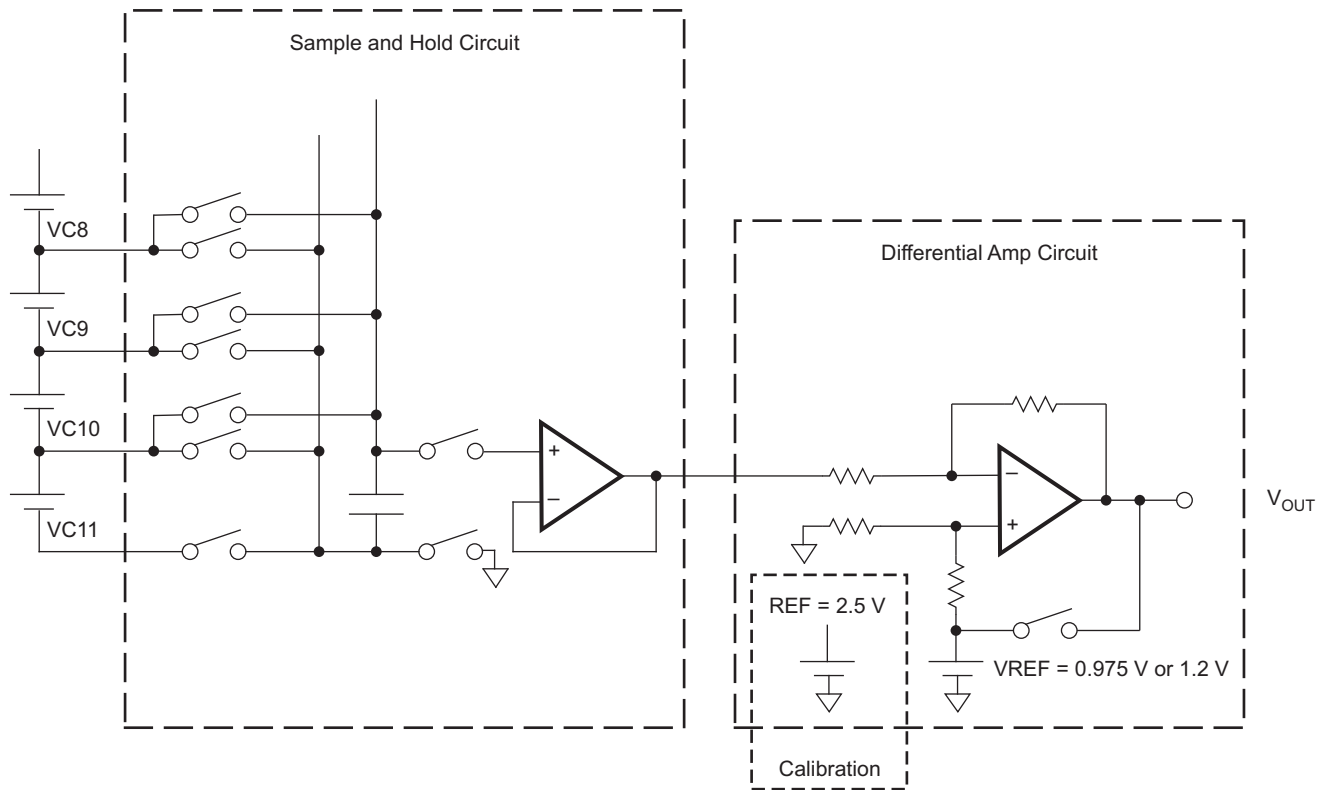 Sample and Hold Circuit
VC8
VC9
VC10
VC11
+
−
Differential Amp Circuit
−
+
VOUT
REF = 2.5 V
VREF = 0.975 V or 1.2 V
Calibration